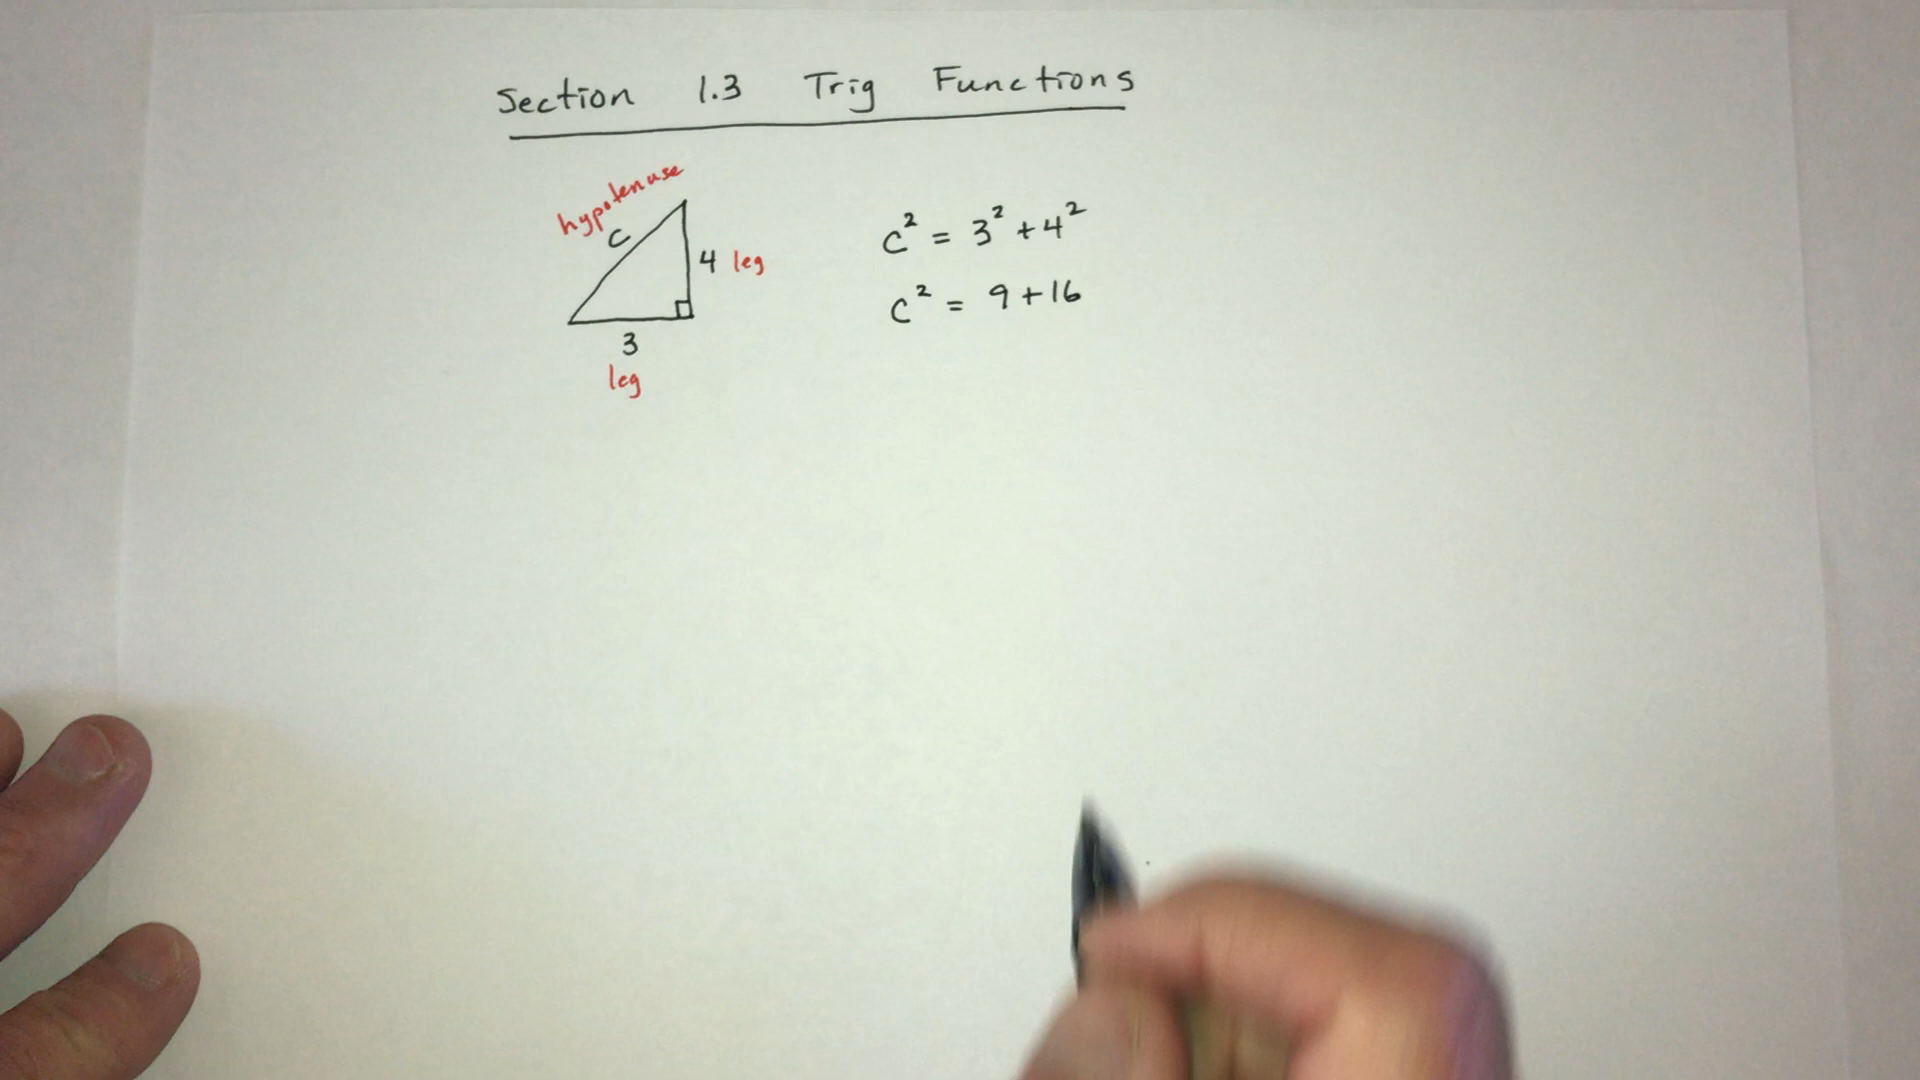 Section 1.3 Trig Functions
hypotenuse
c
4 leg
3
leg
c² = 3² + 4²
c² = 9 + 16